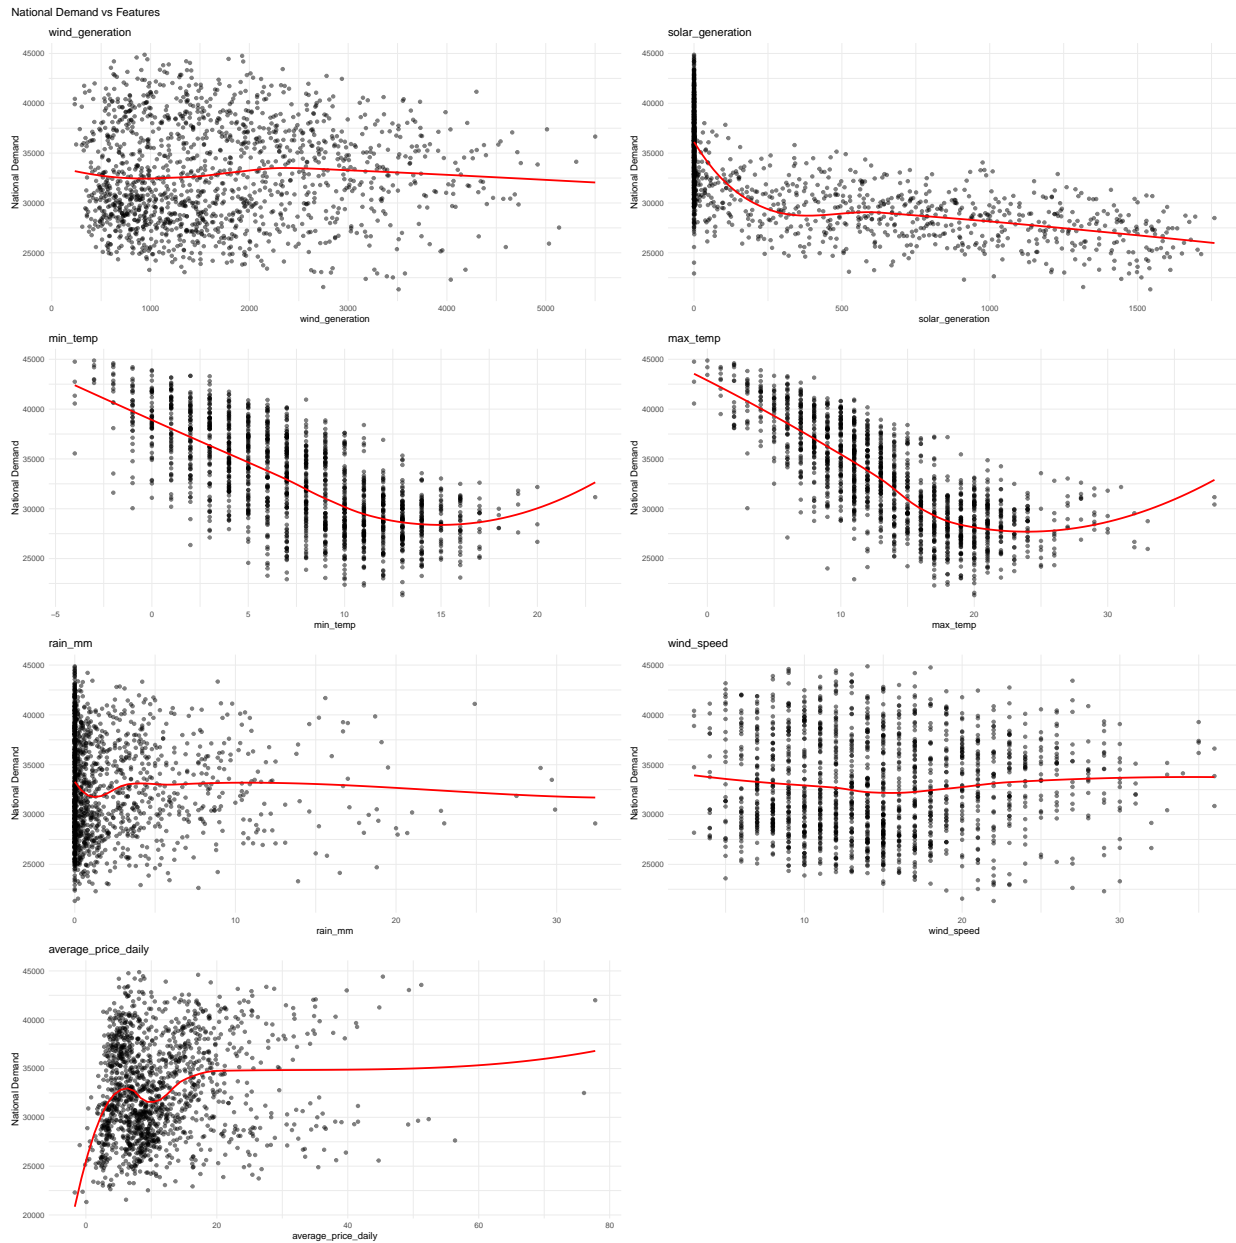 National Demand vs Features
wind_generation
National Demand
45000
40000
35000
30000
25000
0 1000 2000 3000 4000 5000
wind_generation
solar_generation
National Demand
45000
40000
35000
30000
25000
0 500 1000 1500
solar_generation
min_temp
National Demand
45000
40000
35000
30000
25000
−5 0 5 10 15 20
min_temp
max_temp
National Demand
45000
40000
35000
30000
25000
0 10 20 30
max_temp
rain_mm
National Demand
45000
40000
35000
30000
25000
0 10 20 30
rain_mm
wind_speed
National Demand
45000
40000
35000
30000
25000
10 20 30
wind_speed
average_price_daily
National Demand
45000
40000
35000
30000
25000
20000
0 20 40 60 80
average_price_daily